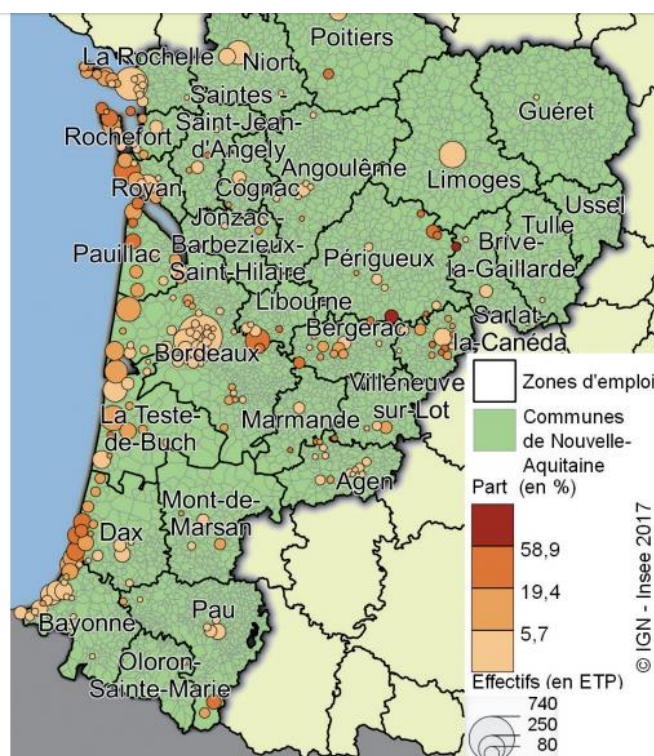 Poitiers
La Rochelle
Niort
Saintes -
Saint-Jean-
d'Angely
Guéret
Rochefort
Angoulême
Limoges
Royan
Cognac
Ussel
Jonzac -
Barbezieux-
Saint-Hilaire
Tulle
Pauillac
Périgueux
Brive-
la-Gaillarde
Libourne
Bergerac
Sarlat-
la-Canéda
Bordeaux
Villeneuve
sur-Lot
La Teste-
de-Buch
Marmande
Agen
Mont-de-
Marsan
Dax
Bayonne
Pau
Oloron-
Sainte-Marie
Zones d'emploi
Communes
de Nouvelle-
Aquitaine
Part (en %)
58,9
19,4
5,7
Effectifs (en ETP)
740
250
80
© IGN - Insee 2017